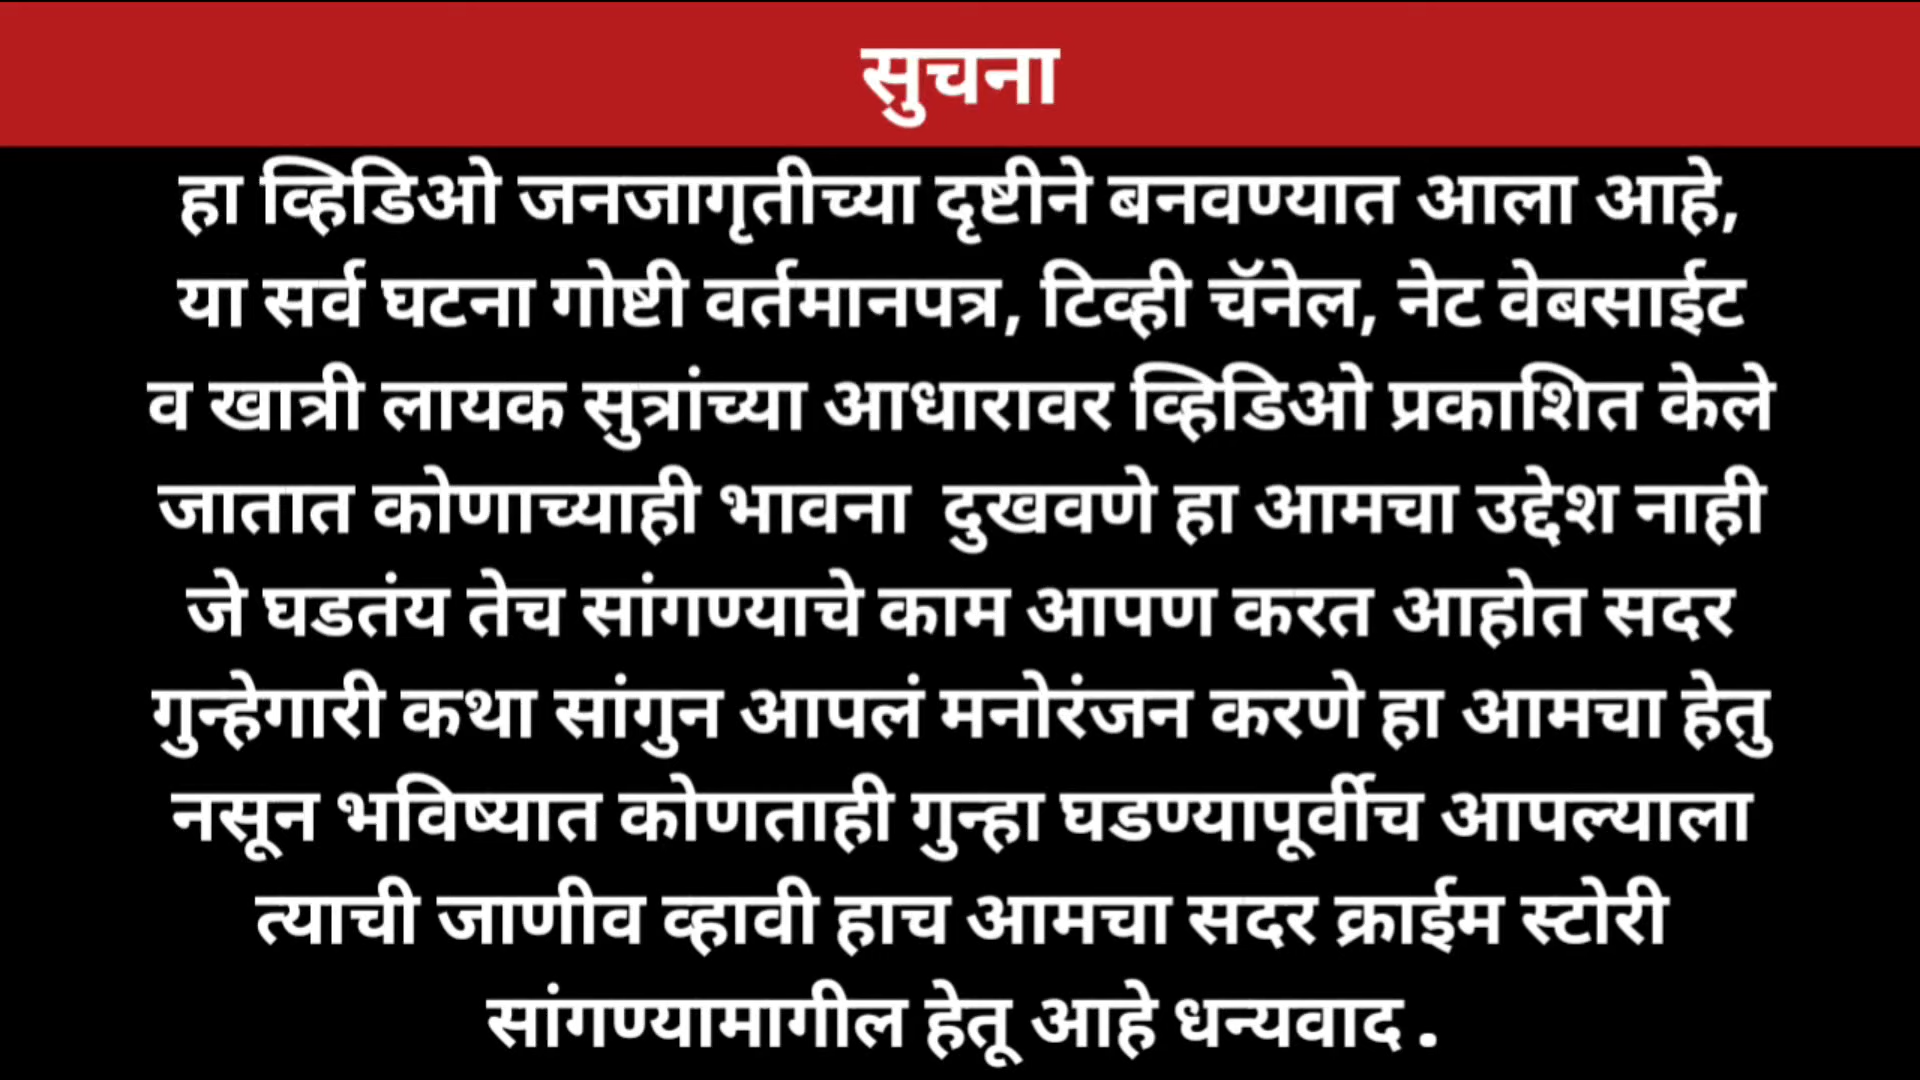 सुचना
हा व्हिडिओ जनजागृतीच्या दृष्टीने बनवण्यात आला आहे,
या सर्व घटना गोष्टी वर्तमानपत्र, टिव्ही चॅनेल, नेट वेबसाईट
व खात्री लायक सुत्रांच्या आधारावर व्हिडिओ प्रकाशित केले
जातात कोणाच्याही भावना दुखवणे हा आमचा उद्देश नाही
जे घडतंय तेच सांगण्याचे काम आपण करत आहोत सदर
गुन्हेगारी कथा सांगुन आपलं मनोरंजन करणे हा आमचा हेतु
नसून भविष्यात कोणताही गुन्हा घडण्यापूर्वीच आपल्याला
त्याची जाणीव व्हावी हाच आमचा सदर क्राईम स्टोरी
सांगण्यामागील हेतू आहे धन्यवाद .